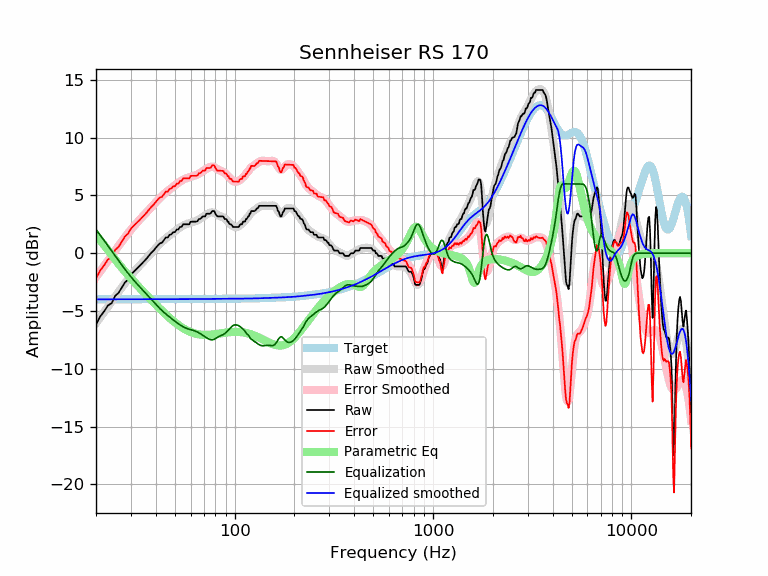 Sennheiser RS 170
15
10
5
0
−5
−10
−15
−20
Amplitude (dBr)
Target
Raw Smoothed
Error Smoothed
Raw
Error
Parametric Eq
Equalization
Equalized smoothed
100
1000
10000
Frequency (Hz)